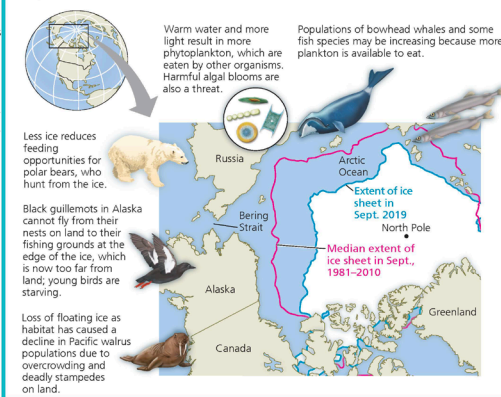 Warm water and more
light result in more
phytoplankton, which are
eaten by other organisms.
Harmful algal blooms are
also a threat.
Populations of bowhead whales and some
fish species may be increasing because more
plankton is available to eat.
Less ice reduces
feeding
opportunities for
polar bears, who
hunt from the ice.
Black guillemots in Alaska
cannot fly from their
nests on land to their
fishing grounds at the
edge of the ice, which
is now too far from
land; young birds are
starving.
Loss of floating ice as
habitat has caused a
decline in Pacific walrus
populations due to
overcrowding and
deadly stampedes
on land.
Russia
Arctic
Ocean
Extent of ice
sheet in
Sept. 2019
Bering
Strait
North Pole
Median extent of
ice sheet in Sept.,
1981–2010
Alaska
Greenland
Canada